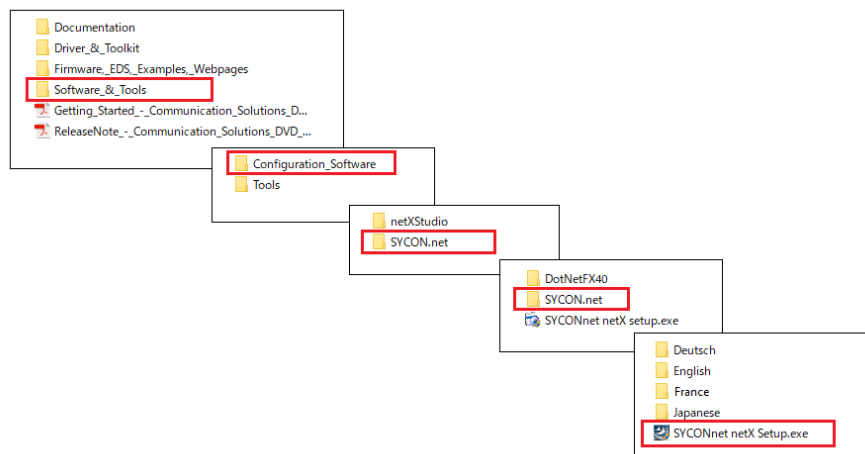 Documentation
Driver_&_Toolkit
Firmware,_EDS,_Examples,_Webpages
Software_&_Tools
Getting_Started_-_Communication_Solutions_D...
ReleaseNote_-_Communication_Solutions_DVD_...
Configuration_Software
Tools
netXStudio
SYCON.net
DotNetFX40
SYCON.net
SYCONnet netX setup.exe
Deutsch
English
France
Japanese
SYCONnet netX Setup.exe